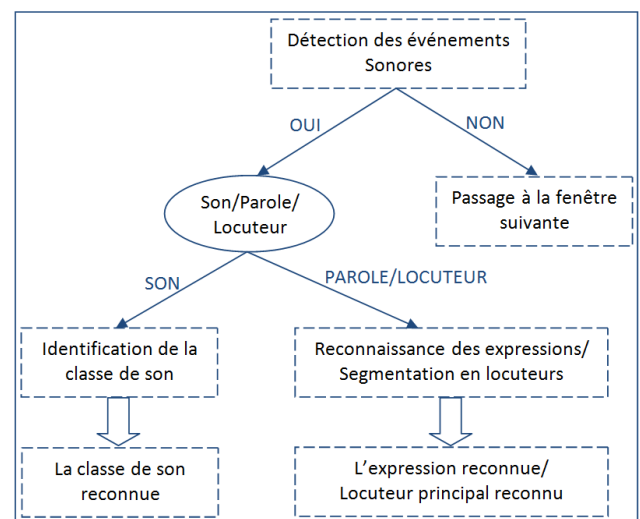 Détection des événements
Sonores
OUI
NON
Son/Parole/
Locuteur
Passage à la fenêtre
suivante
SON
PAROLE/LOCUTEUR
Identification de la
classe de son
Reconnaissance des expressions/
Segmentation en locuteurs
La classe de son
reconnue
L'expression reconnue/
Locuteur principal reconnu